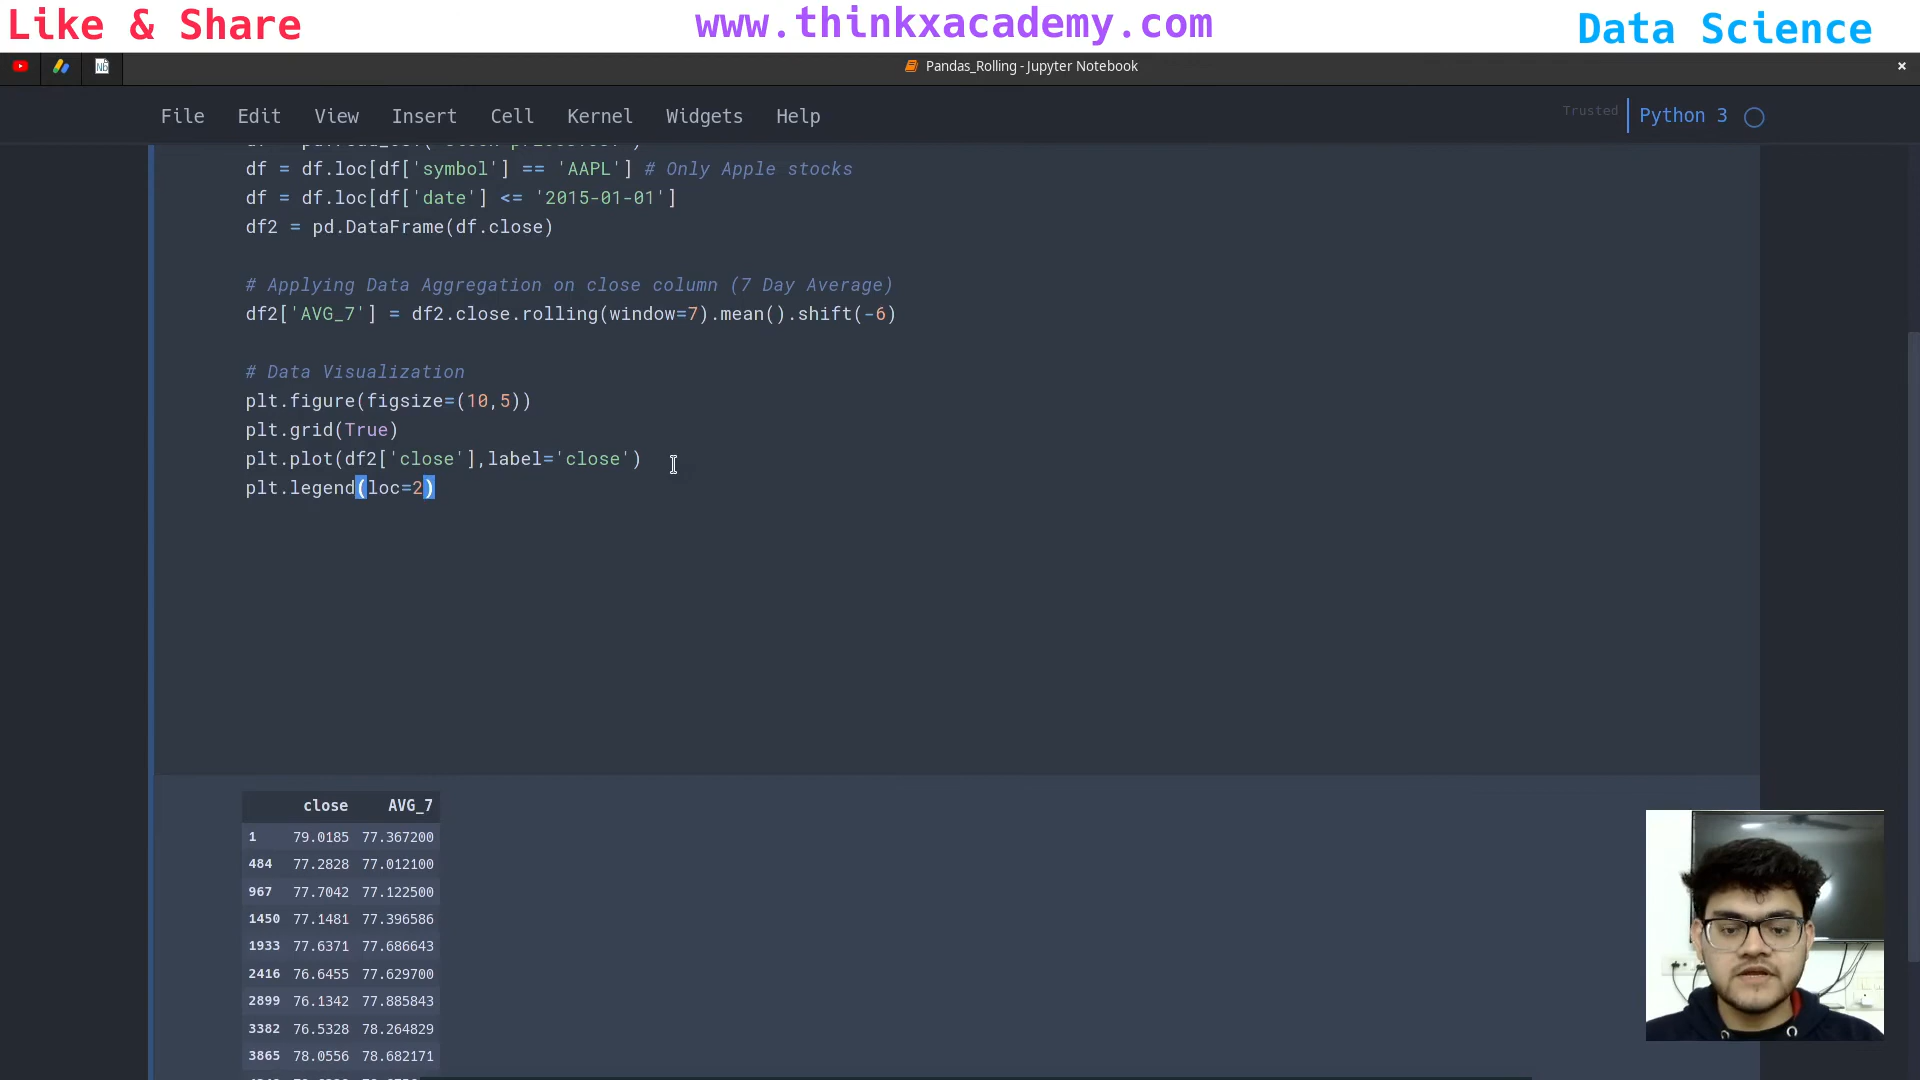 Like & Share
www.thinkxacademy.com
Data Science
Nb
Pandas_Rolling - Jupyter Notebook
×
File Edit View Insert Cell Kernel Widgets Help
Trusted
Python 3
df = df.loc[df['symbol'] == 'AAPL'] # Only Apple stocks
df = df.loc[df['date'] <= '2015-01-01']
df2 = pd.DataFrame(df.close)
# Applying Data Aggregation on close column (7 Day Average)
df2['AVG_7'] = df2.close.rolling(window=7).mean().shift(-6)
# Data Visualization
plt.figure(figsize=(10,5))
plt.grid(True)
plt.plot(df2['close'],label='close')
plt.legend(loc=2)
close AVG_7
1 79.0185 77.367200
484 77.2828 77.012100
967 77.7042 77.122500
1450 77.1481 77.396586
1933 77.6371 77.686643
2416 76.6455 77.629700
2899 76.1342 77.885843
3382 76.5328 78.264829
3865 78.0556 78.682171